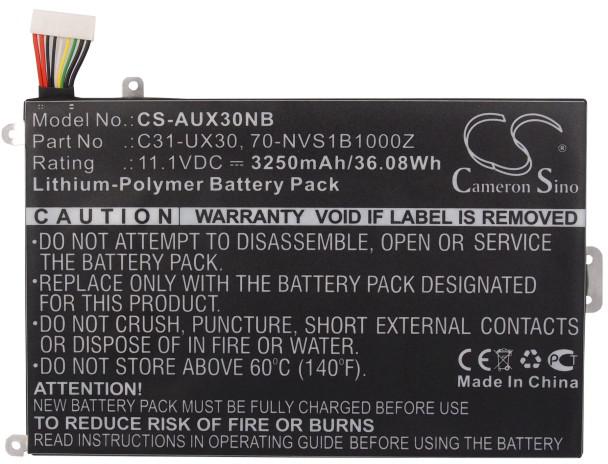 Model No.: CS-AUX30NB
Part No : C31-UX30, 70-NVS1B1000Z
Rating : 11.1VDC ⎓ 3250mAh/36.08Wh
Lithium-Polymer Battery Pack
CS ®
Cameron Sino
CAUTION WARRANTY VOID IF LABEL IS REMOVED
•DO NOT ATTEMPT TO DISASSEMBLE, OPEN OR SERVICE
THE BATTERY PACK.
•REPLACE ONLY WITH THE BATTERY PACK DESIGNATED
FOR THIS PRODUCT.
•DO NOT CRUSH, PUNCTURE, SHORT EXTERNAL CONTACTS
OR DISPOSE OF IN FIRE OR WATER.
•DO NOT STORE ABOVE 60°C (140°F).
CE PCT
Made In China
ATTENTION!
NEW BATTERY PACK MUST BE FULLY CHARGED BEFORE USE
TO REDUCE RISK OF FIRE OR BURNS
READ INSTRUCTIONS IN OPERATING GUIDE BEFORE CHARGING